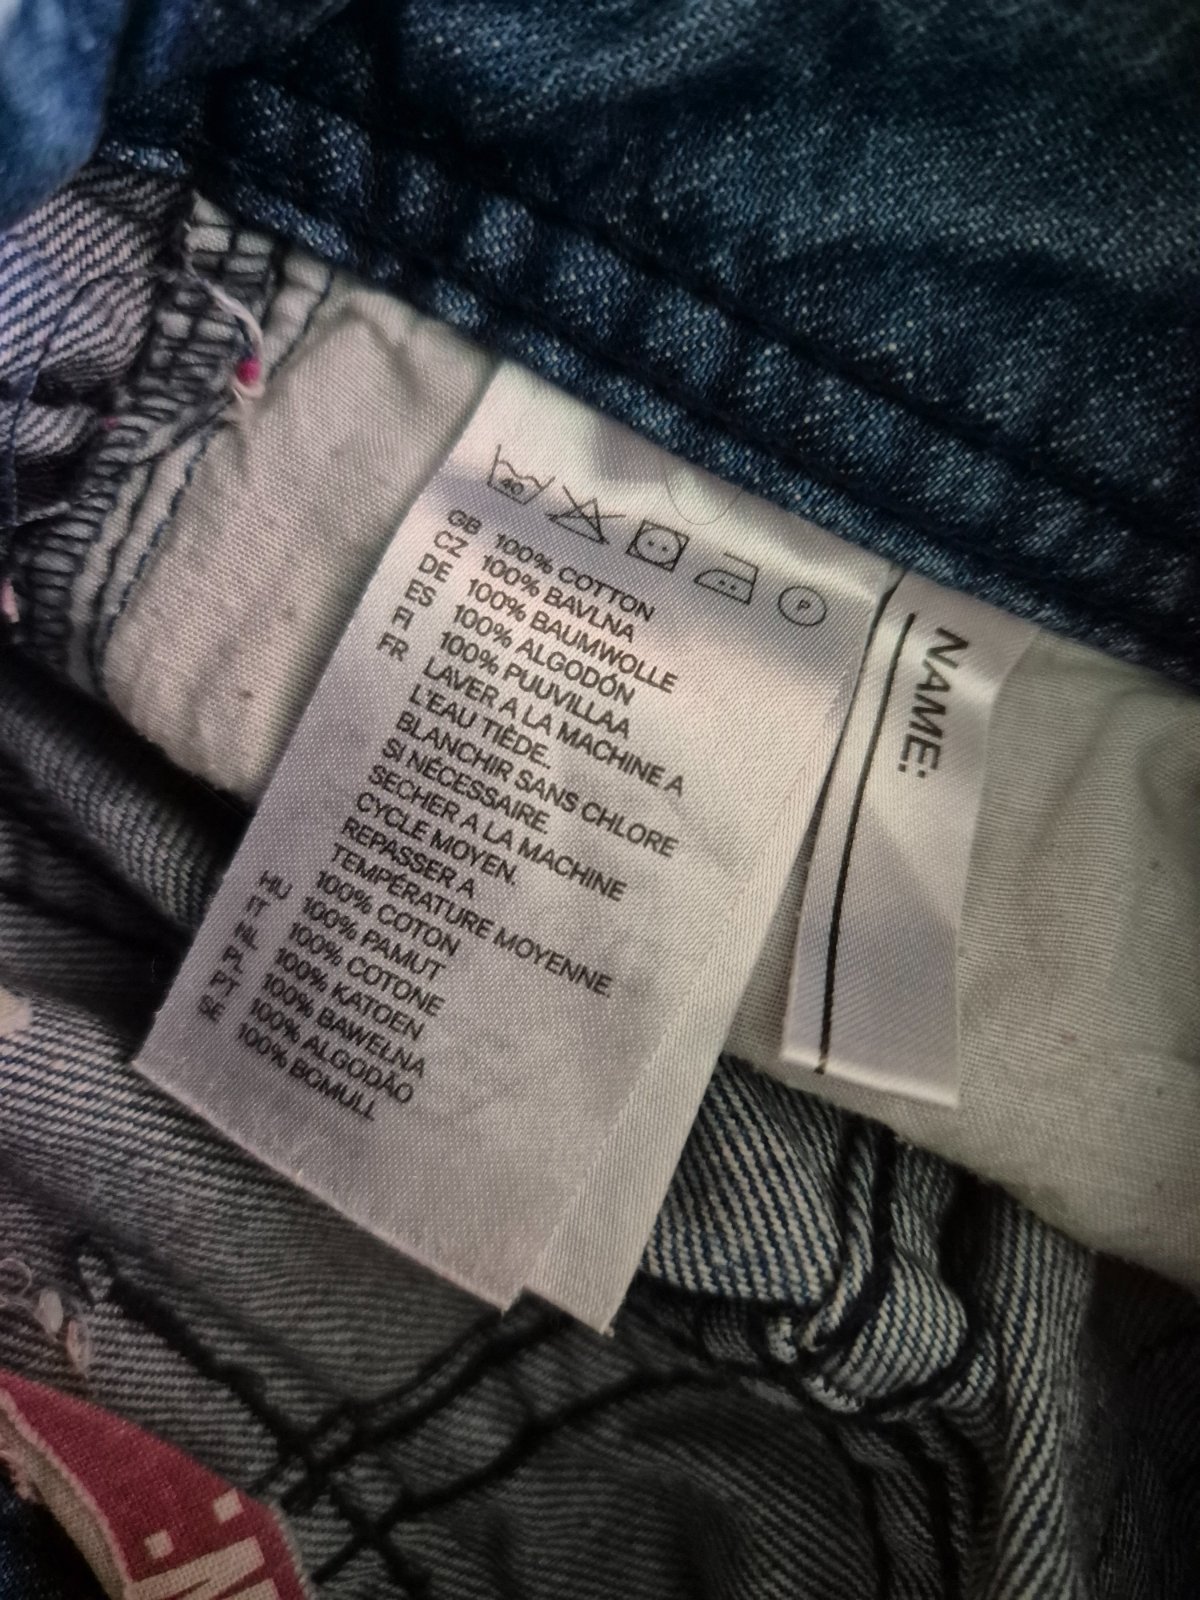 40
P
GB 100% COTTON
CZ 100% BAVLNA
DE 100% BAUMWOLLE
ES 100% ALGODÓN
FI 100% PUUVILLAA
FR LAVER A LA MACHINE A
L'EAU TIÈDE.
BLANCHIR SANS CHLORE
SI NÉCESSAIRE.
SECHER A LA MACHINE
CYCLE MOYEN.
REPASSER A
TEMPÉRATURE MOYENNE.
100% COTON
HU 100% PAMUT
IT 100% COTONE
NL 100% KATOEN
PL 100% BAWEŁNA
PT 100% ALGODÃO
SE 100% BOMULL
NAME: